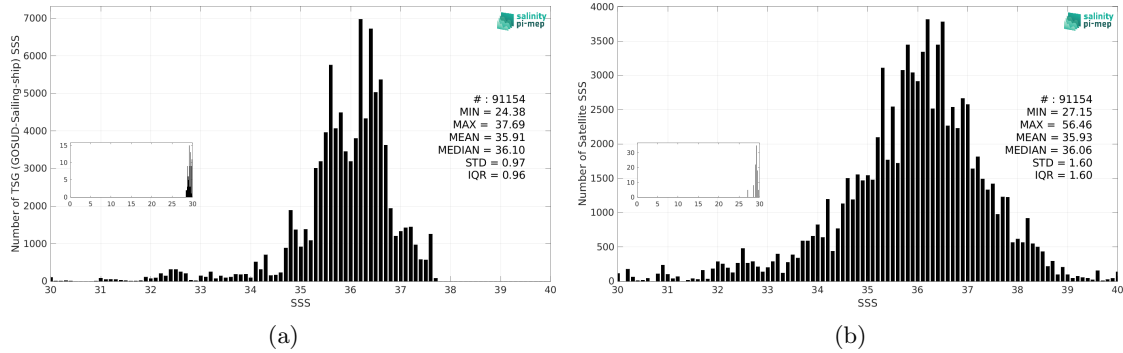 salinity
pi-mep
Number of TSG (GOSUD-Sailing-ship) SSS
7000
6000
5000
4000
3000
2000
1000
0
# : 91154
MIN = 24.38
MAX = 37.69
MEAN = 35.91
MEDIAN = 36.10
STD = 0.97
IQR = 0.96
15
10
5
0
0 5 10 15 20 25 30
30 31 32 33 34 35 36 37 38 39 40
SSS
(a)
salinity
pi-mep
Number of Satellite SSS
4000
3500
3000
2500
2000
1500
1000
500
0
# : 91154
MIN = 27.15
MAX = 56.46
MEAN = 35.93
MEDIAN = 36.06
STD = 1.60
IQR = 1.60
30
20
10
0
0 5 10 15 20 25 30
30 31 32 33 34 35 36 37 38 39 40
SSS
(b)